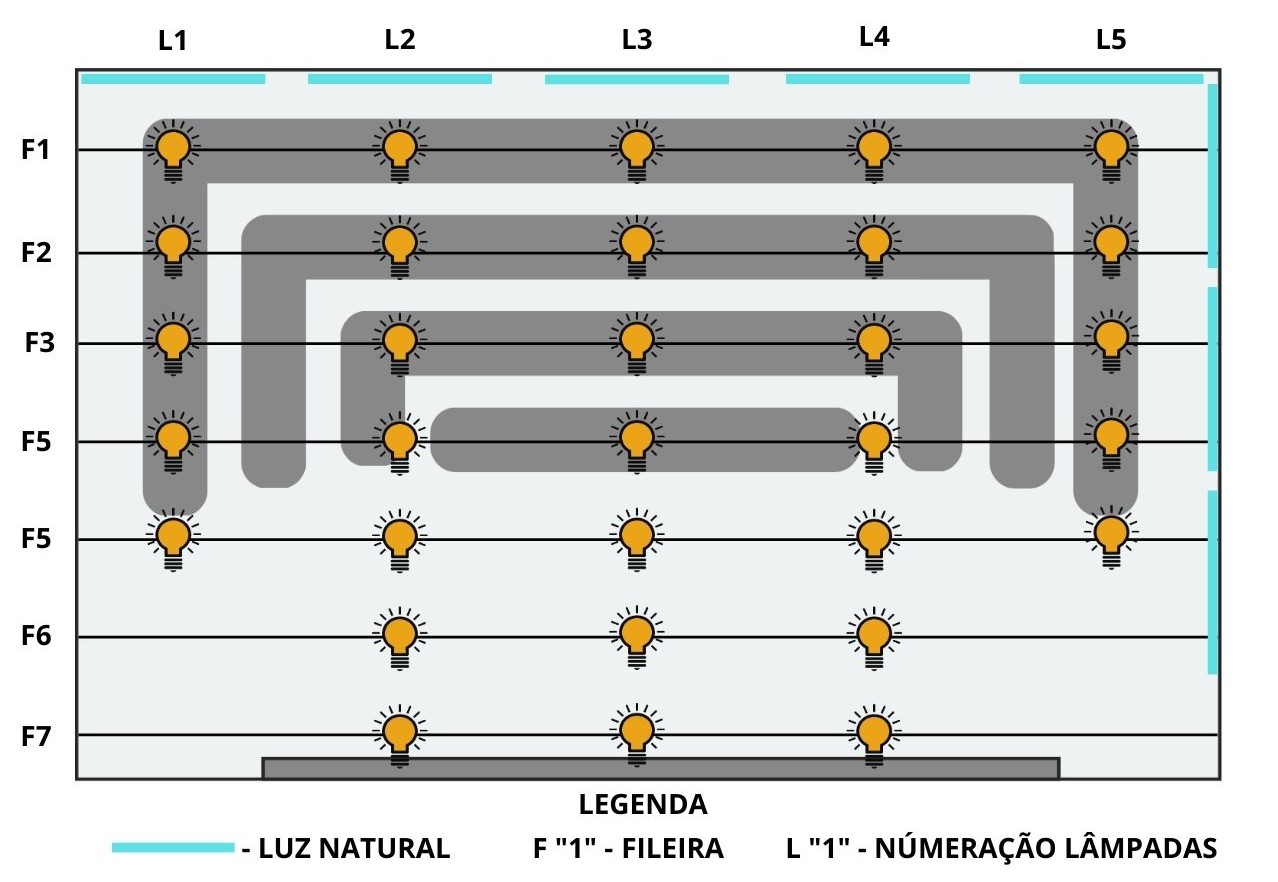 L1 L2 L3 L4 L5
F1
F2
F3
F5
F5
F6
F7
LEGENDA
- LUZ NATURAL F "1" - FILEIRA L "1" - NÚMERAÇÃO LÂMPADAS